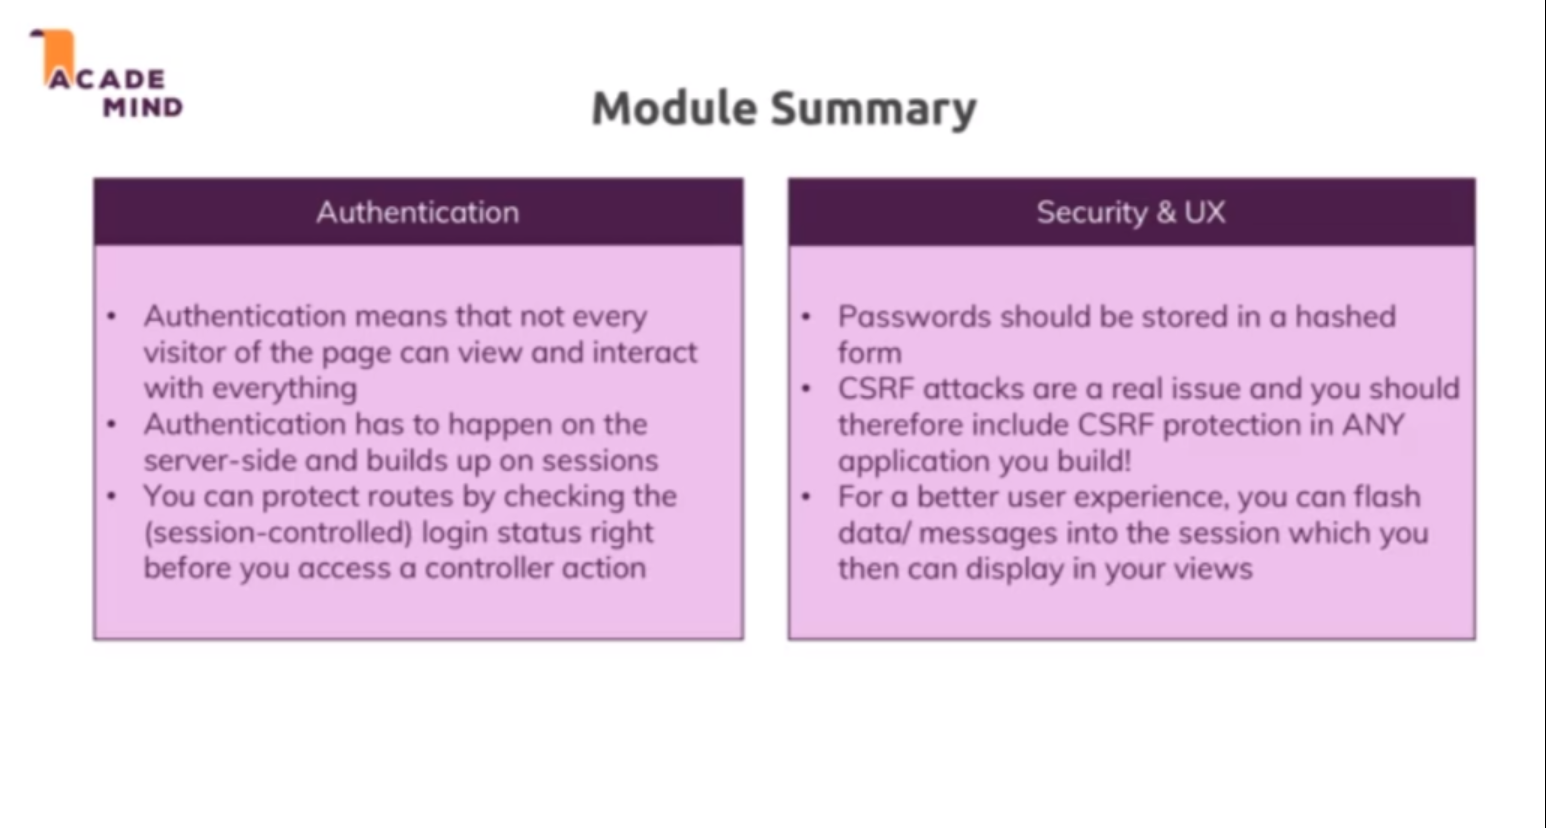 ACADE
MIND
Module Summary
Authentication
• Authentication means that not every
visitor of the page can view and interact
with everything
• Authentication has to happen on the
server-side and builds up on sessions
• You can protect routes by checking the
(session-controlled) login status right
before you access a controller action
Security & UX
• Passwords should be stored in a hashed
form
• CSRF attacks are a real issue and you should
therefore include CSRF protection in ANY
application you build!
• For a better user experience, you can flash
data/ messages into the session which you
then can display in your views